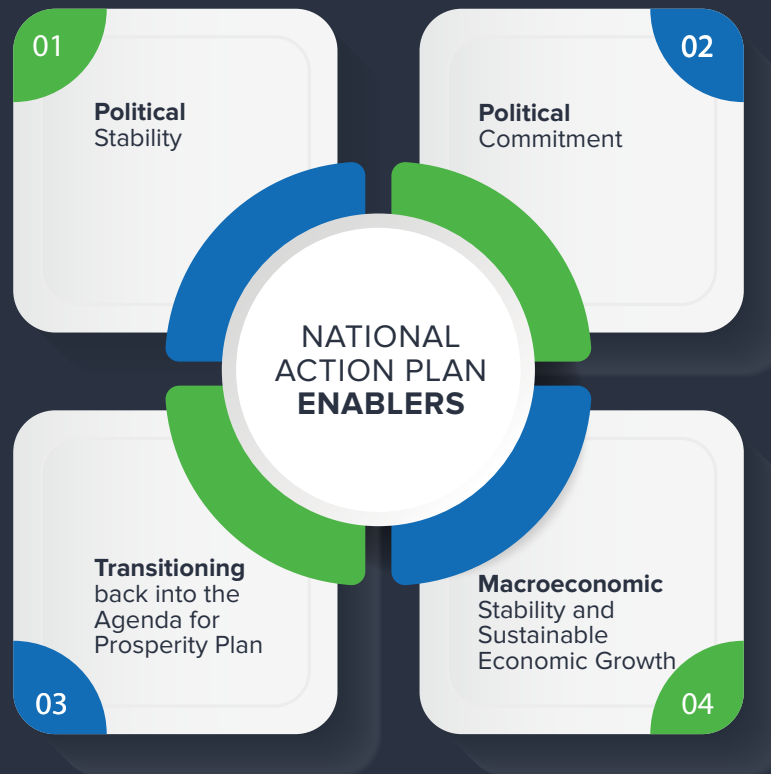 01
Political
Stability
02
Political
Commitment
NATIONAL
ACTION PLAN
ENABLERS
Transitioning
back into the
Agenda for
Prosperity Plan
03
Macroeconomic
Stability and
Sustainable
Economic Growth
04